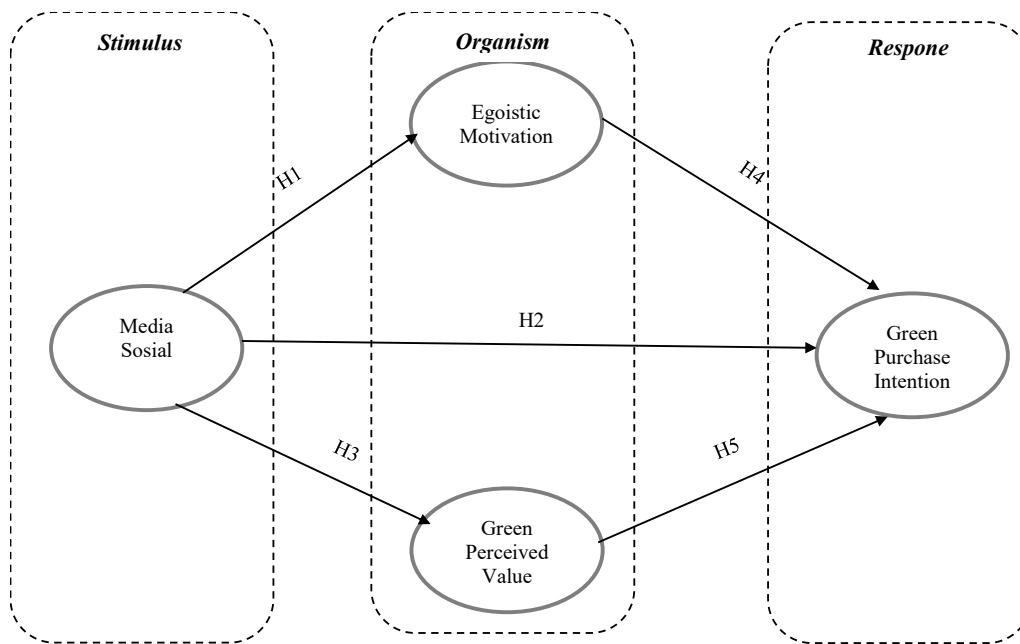 Stimulus
Organism
Respone
Egoistic
Motivation
H1
H4
Media
Sosial
H2
Green
Purchase
Intention
H3
H5
Green
Perceived
Value